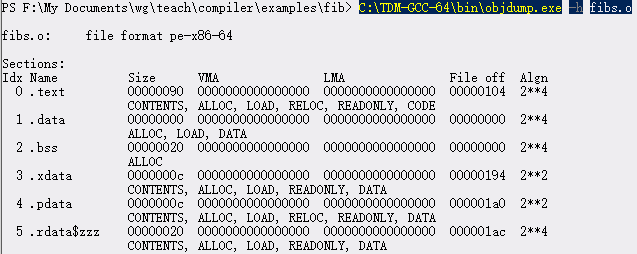 PS F:\My Documents\wg\teach\compiler\examples\fib> C:\TDM-GCC-64\bin\objdump.exe -h fibs.o
fibs.o:     file format pe-x86-64
Sections:
Idx Name          Size      VMA               LMA               File off  Algn
  0 .text         00000090  0000000000000000  0000000000000000  00000104  2**4
                  CONTENTS, ALLOC, LOAD, RELOC, READONLY, CODE
  1 .data         00000000  0000000000000000  0000000000000000  00000000  2**4
                  ALLOC, LOAD, DATA
  2 .bss          00000020  0000000000000000  0000000000000000  00000000  2**4
                  ALLOC
  3 .xdata        0000000c  0000000000000000  0000000000000000  00000194  2**2
                  CONTENTS, ALLOC, LOAD, READONLY, DATA
  4 .pdata        0000000c  0000000000000000  0000000000000000  000001a0  2**2
                  CONTENTS, ALLOC, LOAD, RELOC, READONLY, DATA
  5 .rdata$zzz    00000020  0000000000000000  0000000000000000  000001ac  2**4
                  CONTENTS, ALLOC, LOAD, READONLY, DATA